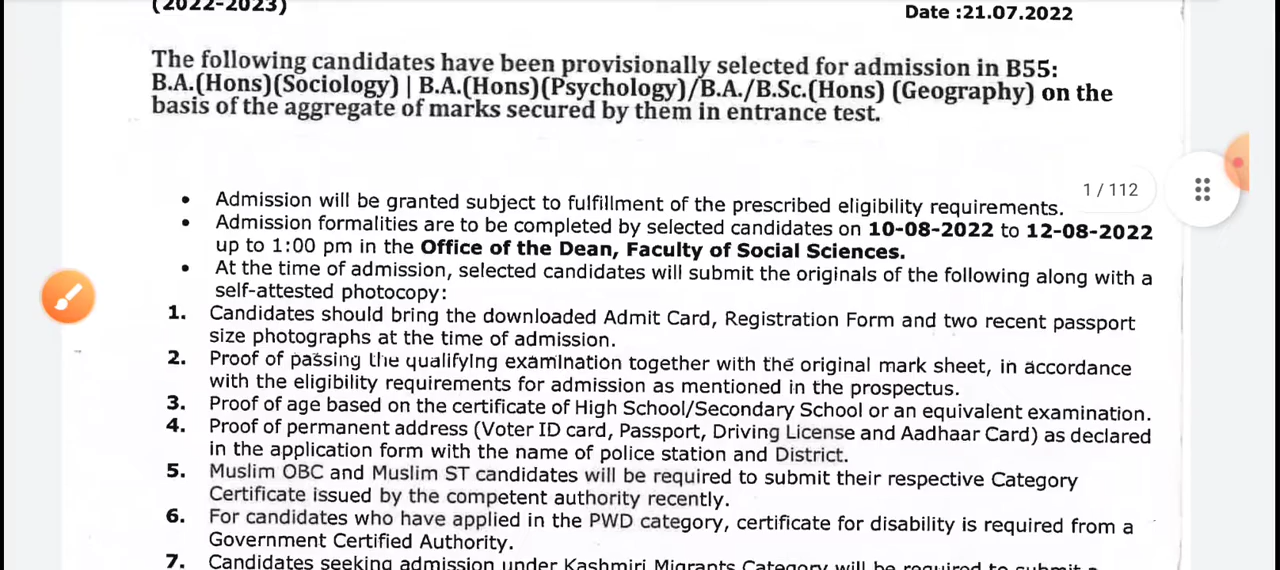 (2022-2023)
Date :21.07.2022
The following candidates have been provisionally selected for admission in B55:
B.A.(Hons)(Sociology) | B.A.(Hons)(Psychology)/B.A./B.Sc.(Hons) (Geography) on the
basis of the aggregate of marks secured by them in entrance test.
1 / 112
• Admission will be granted subject to fulfillment of the prescribed eligibility requirements.
• Admission formalities are to be completed by selected candidates on 10-08-2022 to 12-08-2022
up to 1:00 pm in the Office of the Dean, Faculty of Social Sciences.
• At the time of admission, selected candidates will submit the originals of the following along with a
self-attested photocopy:
1. Candidates should bring the downloaded Admit Card, Registration Form and two recent passport
size photographs at the time of admission.
2. Proof of passing the qualifying examination together with the original mark sheet, in accordance
with the eligibility requirements for admission as mentioned in the prospectus.
3. Proof of age based on the certificate of High School/Secondary School or an equivalent examination.
4. Proof of permanent address (Voter ID card, Passport, Driving License and Aadhaar Card) as declared
in the application form with the name of police station and District.
5. Muslim OBC and Muslim ST candidates will be required to submit their respective Category
Certificate issued by the competent authority recently.
6. For candidates who have applied in the PWD category, certificate for disability is required from a
Government Certified Authority.
7. Candidates seeking admission under Kashmiri Migrants Category will be required to submit a